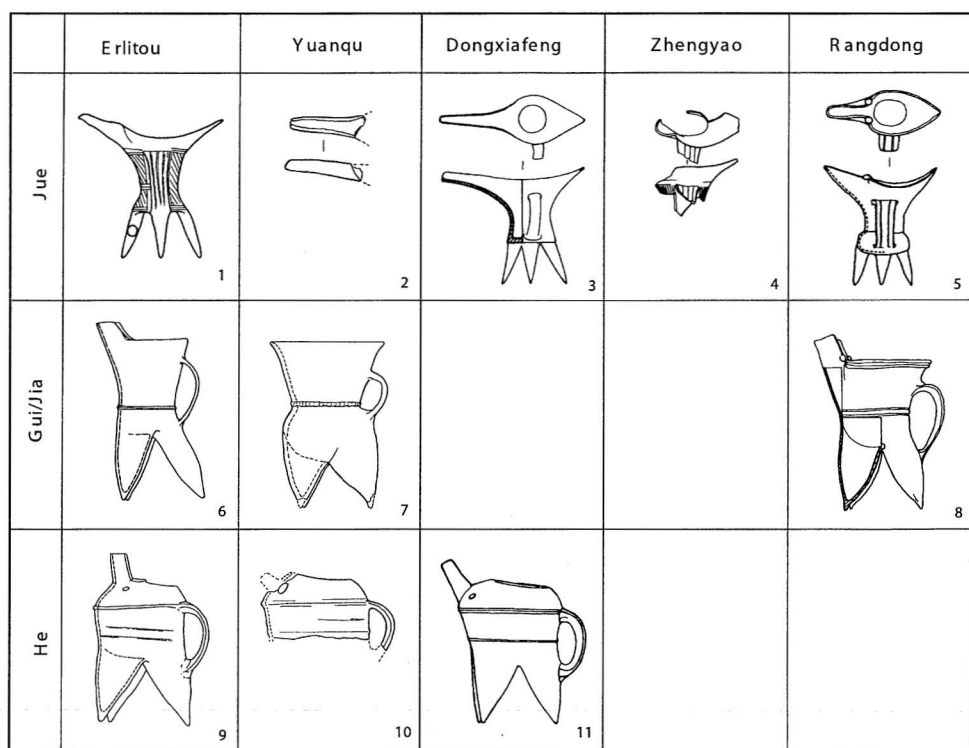 Erlitou Yuanqu Dongxiafeng Zhengyao Rangdong
Jue
1 2 3 4 5
Gui/Jia
6 7 8
He
9 10 11